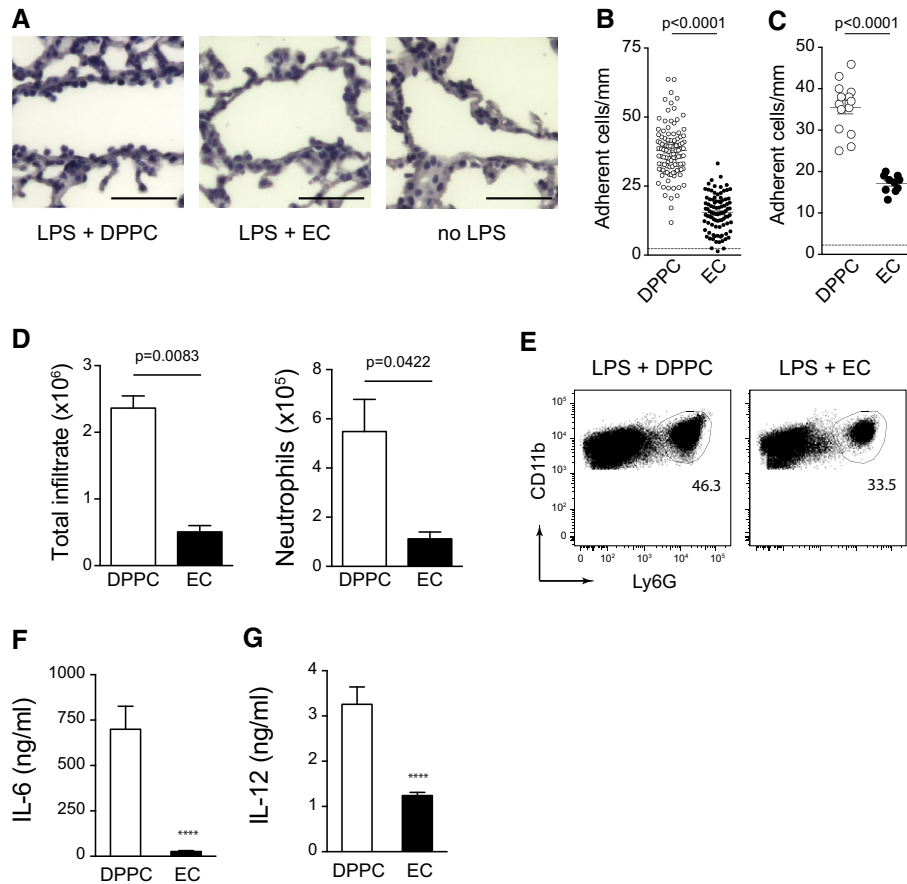 A
LPS + DPPC
LPS + EC
no LPS
B
p<0.0001
Adherent cells/mm
75
50
25
0
DPPC
EC
C
p<0.0001
Adherent cells/mm
50
40
30
20
10
0
DPPC
EC
D
p=0.0083
Total infiltrate (x10⁶)
3
2
1
0
DPPC
EC
p=0.0422
Neutrophils (x10⁵)
8
6
4
2
0
DPPC
EC
E
LPS + DPPC
LPS + EC
CD11b
10⁵
10⁴
10³
10²
0
46.3
33.5
0 10² 10³ 10⁴ 10⁵
Ly6G
F
IL-6 (ng/ml)
1000
750
500
250
0
****
DPPC
EC
G
IL-12 (ng/ml)
4
3
2
1
0
****
DPPC
EC